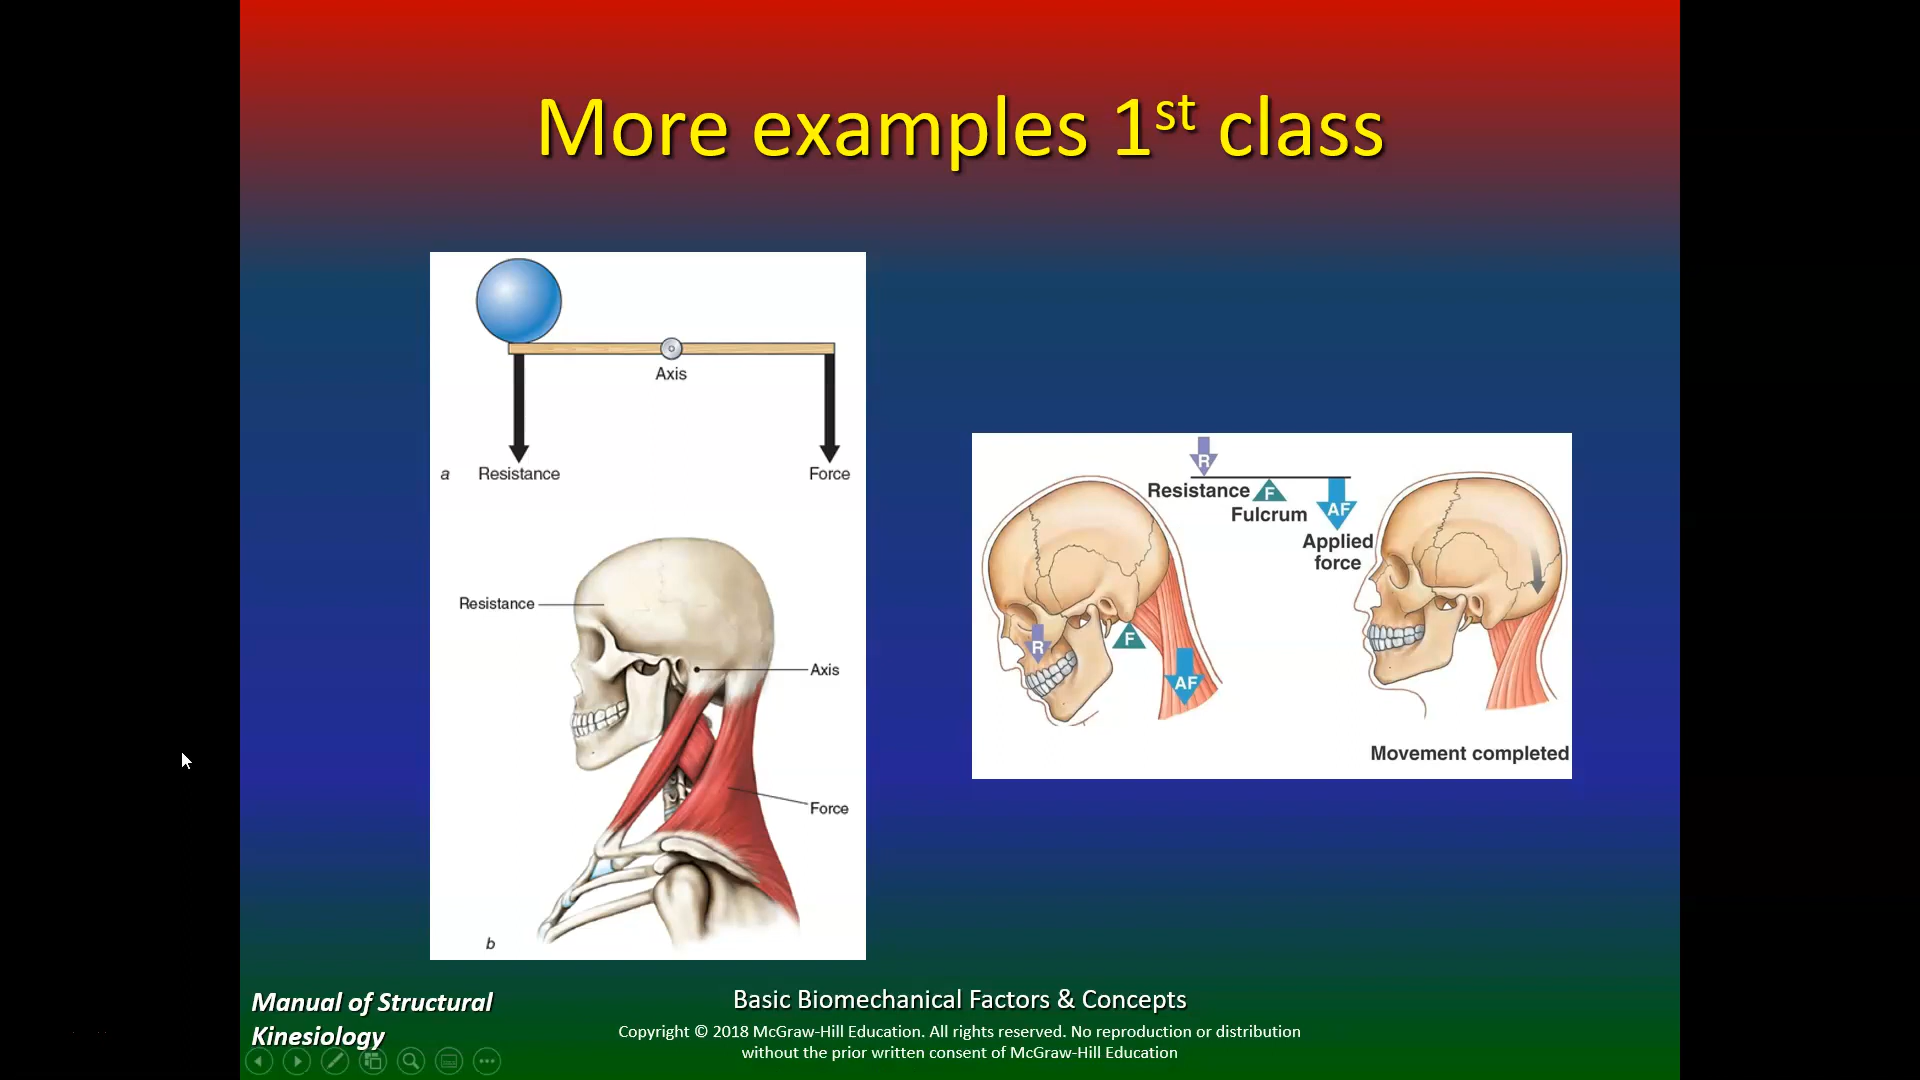 More examples 1st class
Axis
a Resistance Force
Resistance
Axis
Force
b
R
Resistance F
Fulcrum AF
Applied
force
R F
AF
Movement completed
Manual of Structural
Kinesiology
Basic Biomechanical Factors & Concepts
Copyright © 2018 McGraw-Hill Education. All rights reserved. No reproduction or distribution
without the prior written consent of McGraw-Hill Education